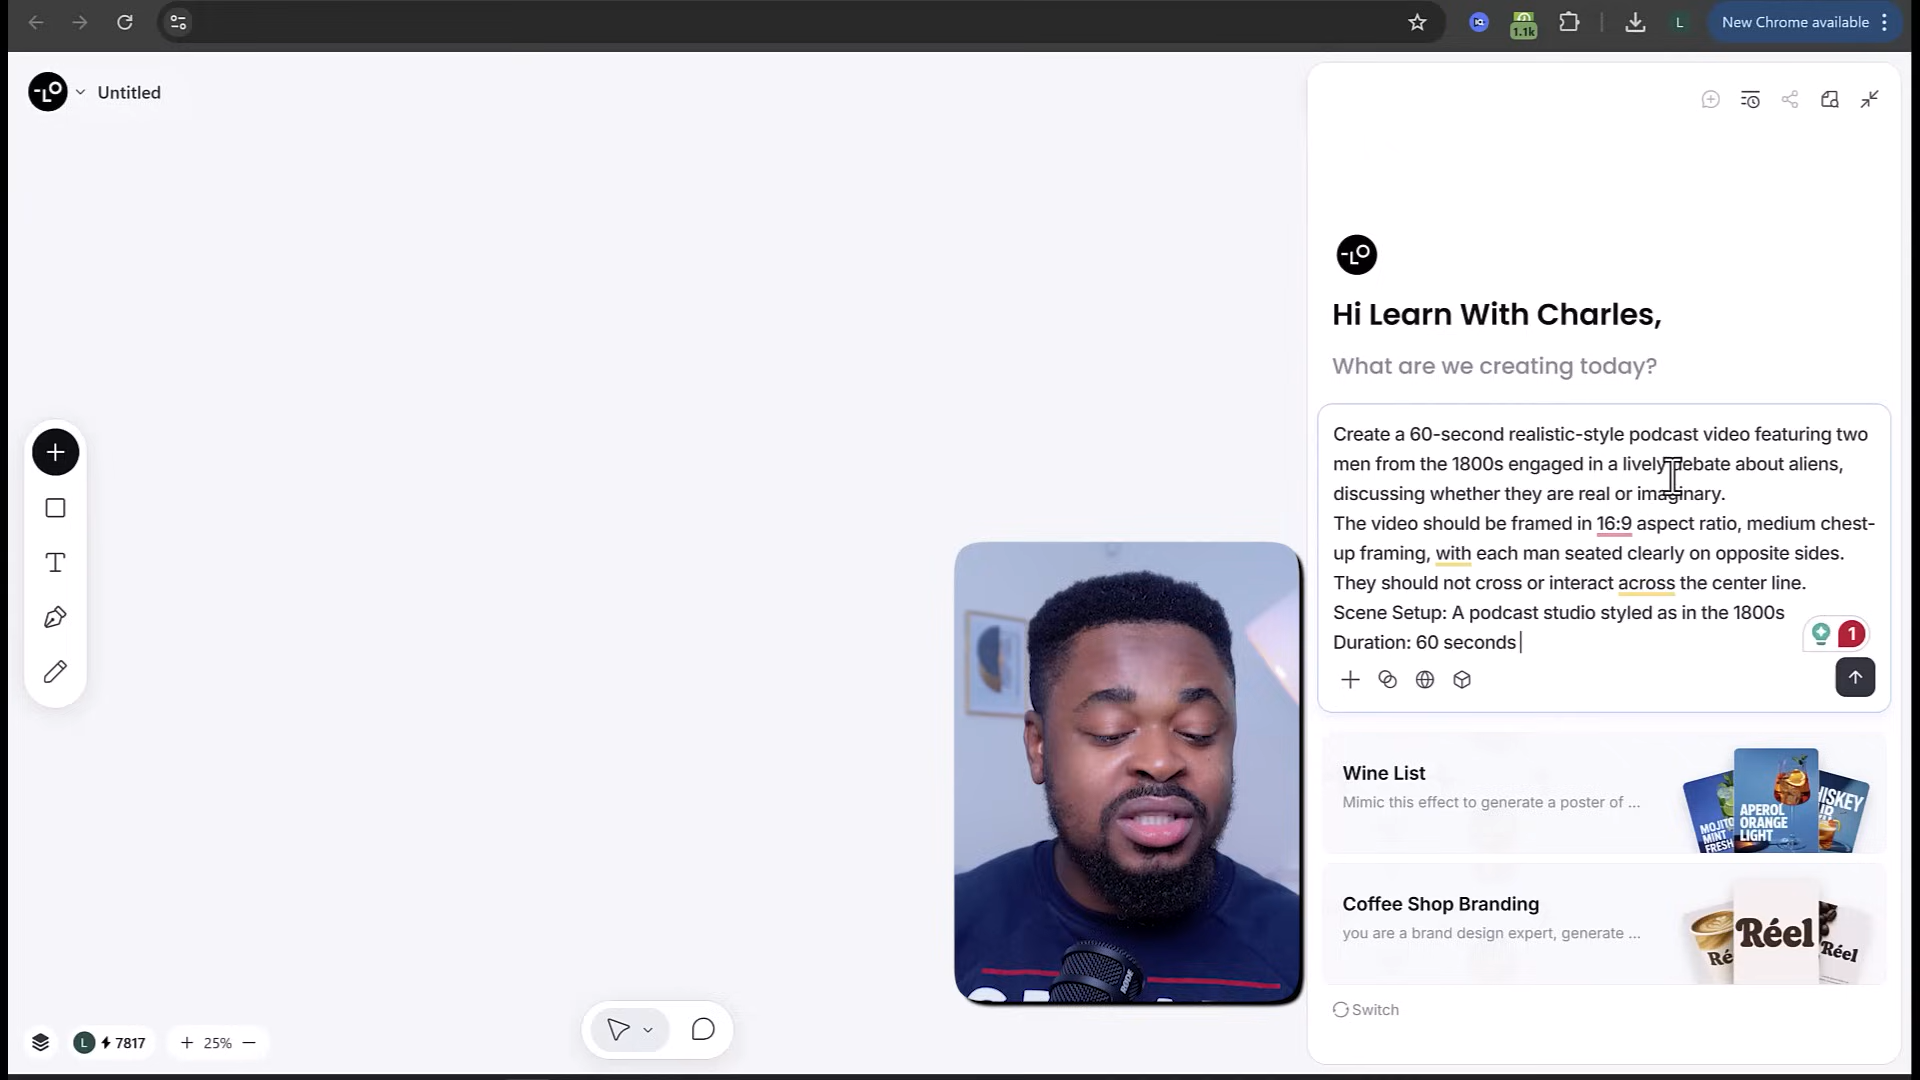 New Chrome available
1.1k
L
Untitled
Hi Learn With Charles,
What are we creating today?
Create a 60-second realistic-style podcast video featuring two
men from the 1800s engaged in a lively debate about aliens,
discussing whether they are real or imaginary.
The video should be framed in 16:9 aspect ratio, medium chest-
up framing, with each man seated clearly on opposite sides.
They should not cross or interact across the center line.
Scene Setup: A podcast studio styled as in the 1800s
Duration: 60 seconds
1
Wine List
Mimic this effect to generate a poster of ...
MOJITO
MINT
FRESH
APEROL
ORANGE
LIGHT
Coffee Shop Branding
you are a brand design expert, generate ...
Réel
Réel
Switch
L
7817
25%
RODE